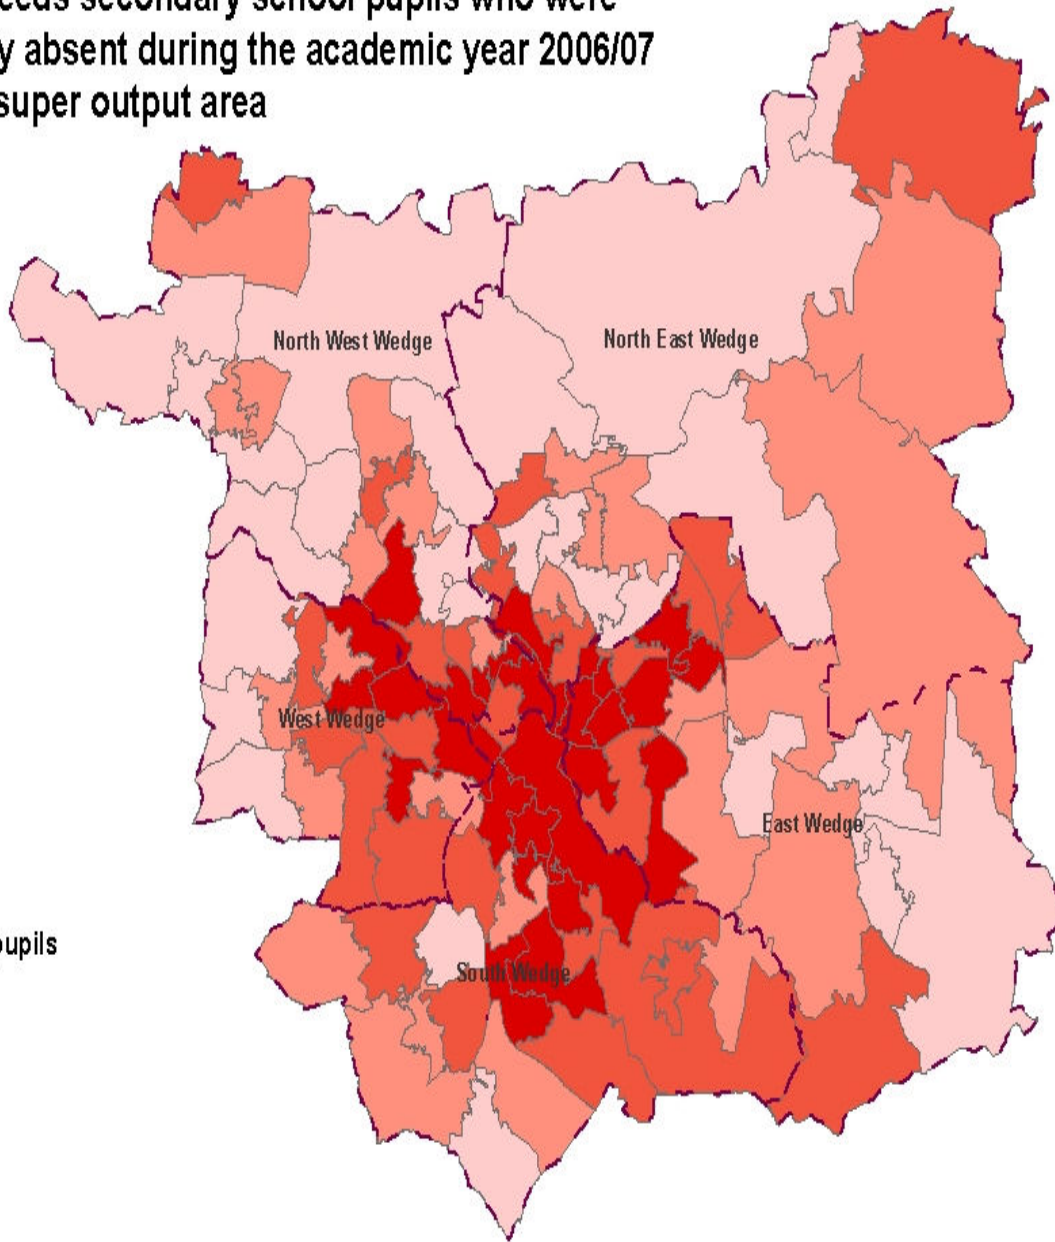 eeds secondary school pupils who were
y absent during the academic year 2006/07
super output area
North West Wedge
North East Wedge
West Wedge
East Wedge
pupils
South Wedge